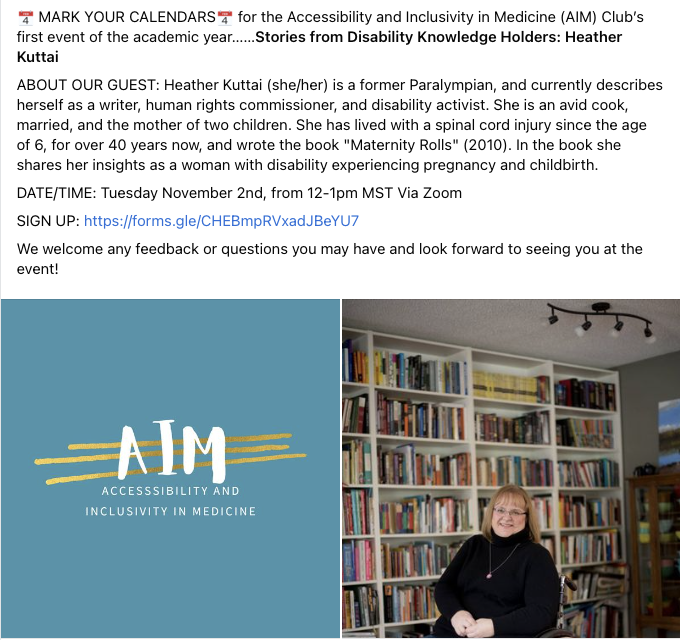 📅 MARK YOUR CALENDARS📅 for the Accessibility and Inclusivity in Medicine (AIM) Club's
first event of the academic year......Stories from Disability Knowledge Holders: Heather
Kuttai
ABOUT OUR GUEST: Heather Kuttai (she/her) is a former Paralympian, and currently describes
herself as a writer, human rights commissioner, and disability activist. She is an avid cook,
married, and the mother of two children. She has lived with a spinal cord injury since the age
of 6, for over 40 years now, and wrote the book "Maternity Rolls" (2010). In the book she
shares her insights as a woman with disability experiencing pregnancy and childbirth.
DATE/TIME: Tuesday November 2nd, from 12-1pm MST Via Zoom
SIGN UP: https://forms.gle/CHEBmpRVxadJBeYU7
We welcome any feedback or questions you may have and look forward to seeing you at the
event!
AIM
ACCESSSIBILITY AND
INCLUSIVITY IN MEDICINE